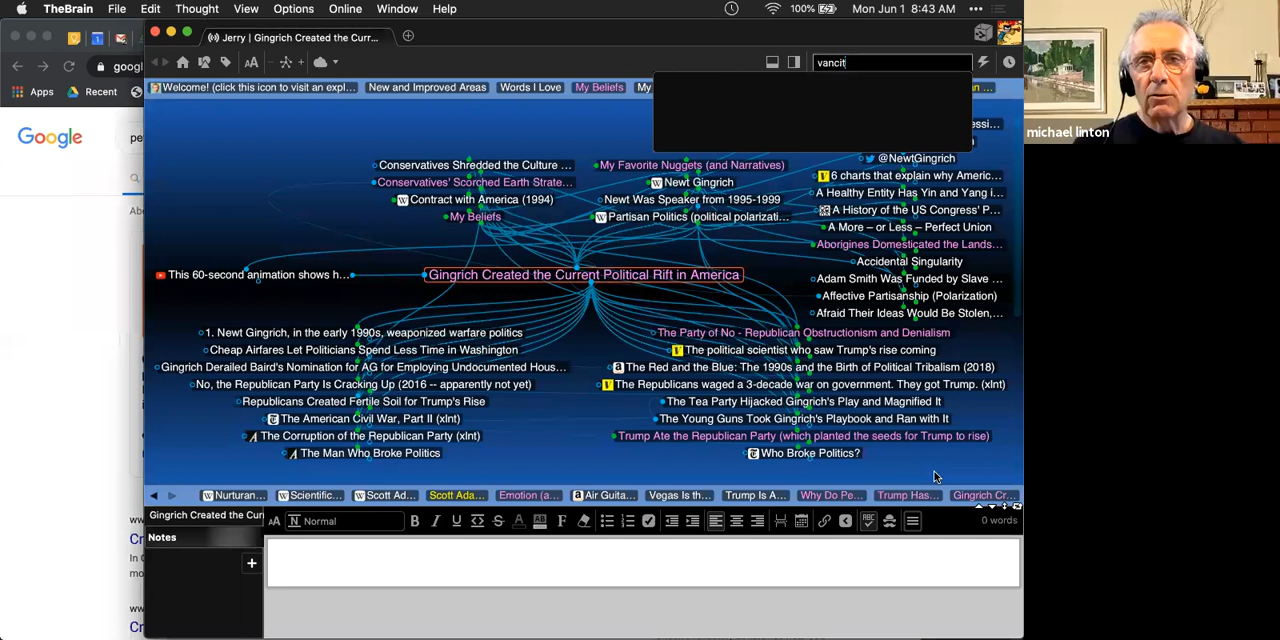 TheBrain File Edit Thought View Options Online Window Help 100% Mon Jun 1 8:43 AM
Jerry | Gingrich Created the Curr...
googl
vancit
Apps Recent
Welcome! (click this icon to visit an expl... New and Improved Areas Words I Love My Beliefs My
Google
pe
michael linton
Conservatives Shredded the Culture ...
Conservatives' Scorched Earth Strate...
Contract with America (1994)
My Beliefs
My Favorite Nuggets (and Narratives)
Newt Gingrich
Newt Was Speaker from 1995-1999
Partisan Politics (political polarizati...
@NewtGingrich
6 charts that explain why Americ...
A Healthy Entity Has Yin and Yang i...
A History of the US Congress' P...
A More – or Less – Perfect Union
Aborigines Domesticated the Lands...
Accidental Singularity
Adam Smith Was Funded by Slave ...
Affective Partisanship (Polarization)
Afraid Their Ideas Would Be Stolen,...
This 60-second animation shows h...
Gingrich Created the Current Political Rift in America
1. Newt Gingrich, in the early 1990s, weaponized warfare politics
Cheap Airfares Let Politicians Spend Less Time in Washington
Gingrich Derailed Baird's Nomination for AG for Employing Undocumented Hous...
No, the Republican Party Is Cracking Up (2016 -- apparently not yet)
Republicans Created Fertile Soil for Trump's Rise
The American Civil War, Part II (xInt)
The Corruption of the Republican Party (xInt)
The Man Who Broke Politics
The Party of No - Republican Obstructionism and Denialism
The political scientist who saw Trump's rise coming
The Red and the Blue: The 1990s and the Birth of Political Tribalism (2018)
The Republicans waged a 3-decade war on government. They got Trump. (xInt)
The Tea Party Hijacked Gingrich's Play and Magnified It
The Young Guns Took Gingrich's Playbook and Ran with It
Trump Ate the Republican Party (which planted the seeds for Trump to rise)
Who Broke Politics?
Nurturan... Scientific... Scott Ad... Scott Ada... Emotion (a... Air Guita... Vegas Is th... Trump Is A... Why Do Pe... Trump Has... Gingrich Cr...
Gingrich Created the Curr
Normal
0 words
Notes